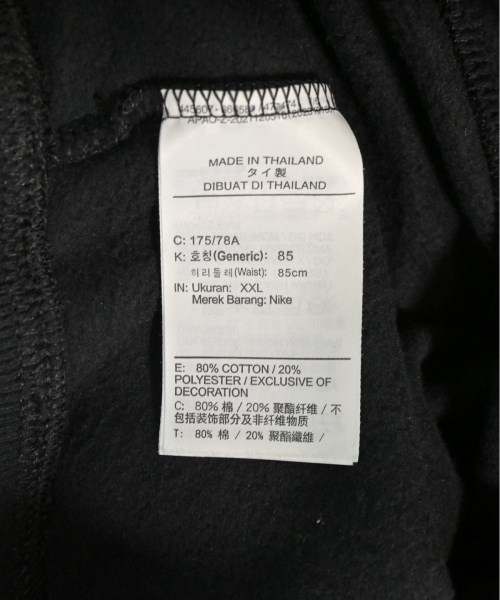 MADE IN THAILAND
タイ製
DIBUAT DI THAILAND
C: 175/78A
K: 호칭(Generic): 85
허리둘레(Waist): 85cm
IN: Ukuran: XXL
Merek Barang: Nike
E: 80% COTTON / 20%
POLYESTER / EXCLUSIVE OF
DECORATION
C: 80% 棉 / 20% 聚酯纤维 / 不
包括装饰部分及非纤维物质
T: 80% 棉 / 20% 聚酯纖維 /